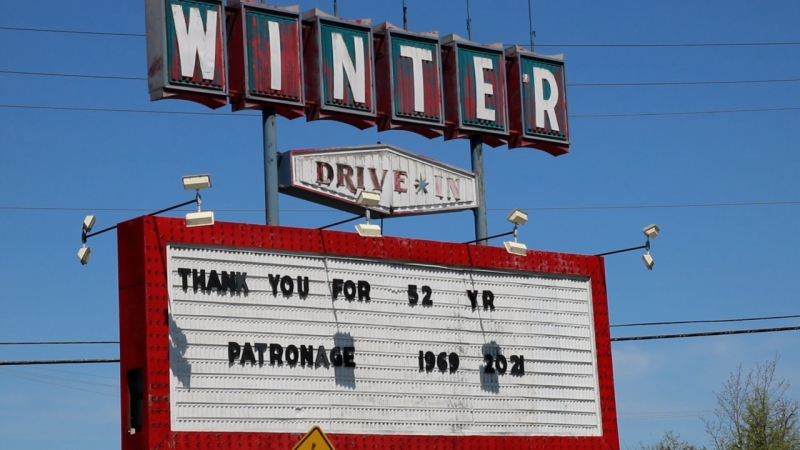 WINTER
DRIVE * IN
THANK YOU FOR 52 YR
PATRONAGE 1969 2021